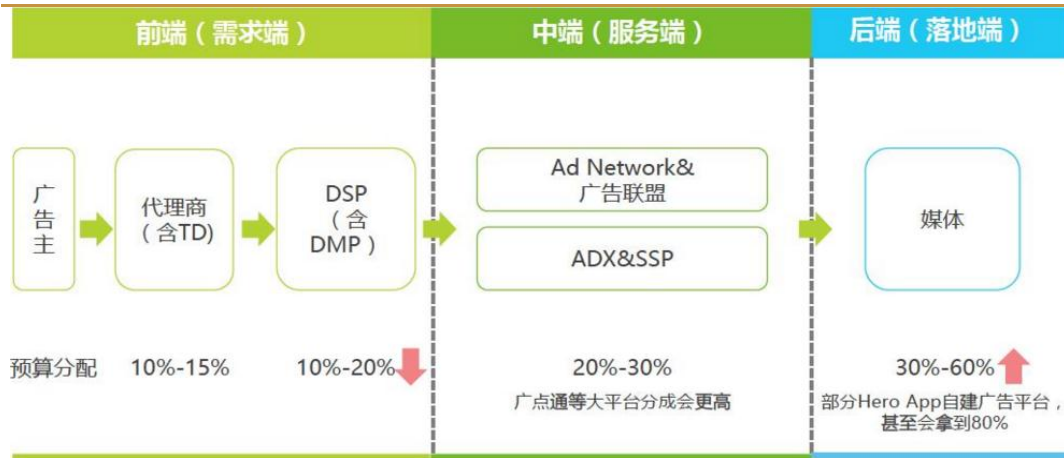 前端（需求端）
中端（服务端）
后端（落地端）
广
告
主
代理商
（含TD)
DSP
（含
DMP）
Ad Network&
广告联盟
ADX&SSP
媒体
预算分配
10%-15%
10%-20%
20%-30%
广点通等大平台分成会更高
30%-60%
部分Hero App自建广告平台，
甚至会拿到80%